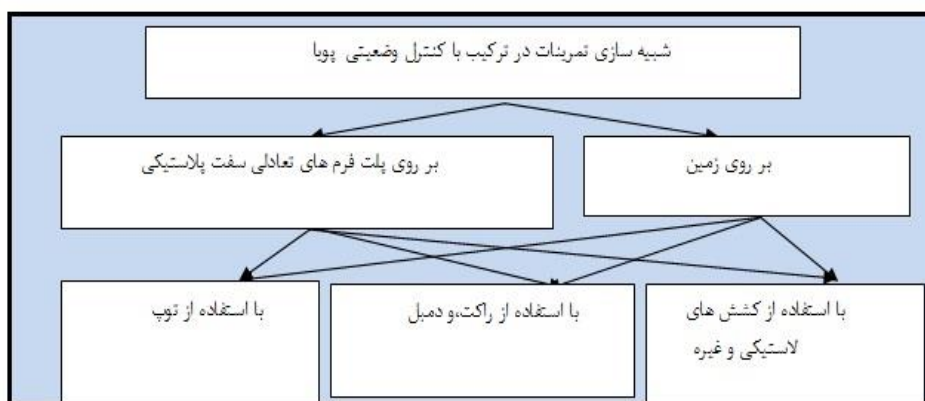 شبیه سازی تمرینات در ترکیب با کنترل وضعیتی پویا
بر روی زمین
بر روی پلت فرم های تعادلی سفت پلاستیکی
با استفاده از کشش های
لاستیکی و غیره
با استفاده از راکت،و دمبل
با استفاده از توپ